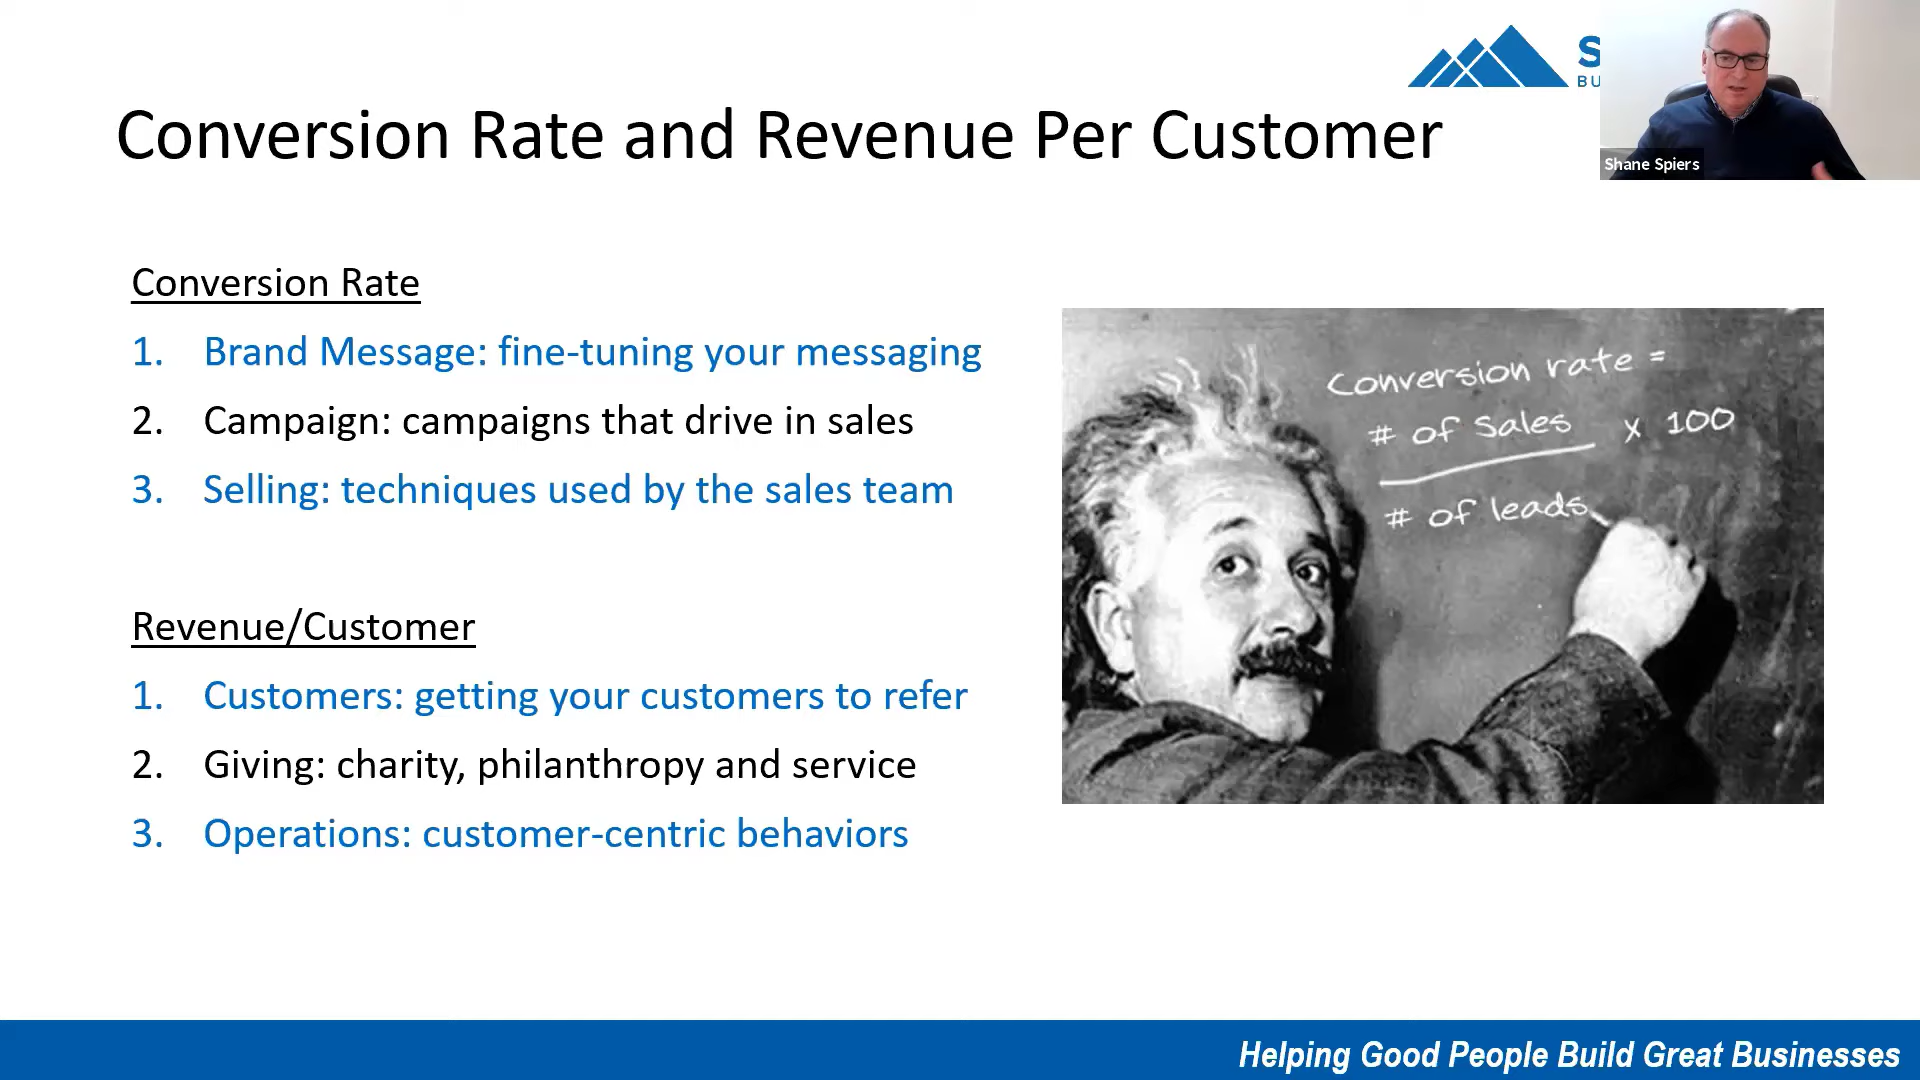 S
BU
Conversion Rate and Revenue Per Customer
Shane Spiers
Conversion Rate
1. Brand Message: fine-tuning your messaging
2. Campaign: campaigns that drive in sales
3. Selling: techniques used by the sales team
Revenue/Customer
1. Customers: getting your customers to refer
2. Giving: charity, philanthropy and service
3. Operations: customer-centric behaviors
Conversion rate =
# of Sales x 100
# of leads
Helping Good People Build Great Businesses